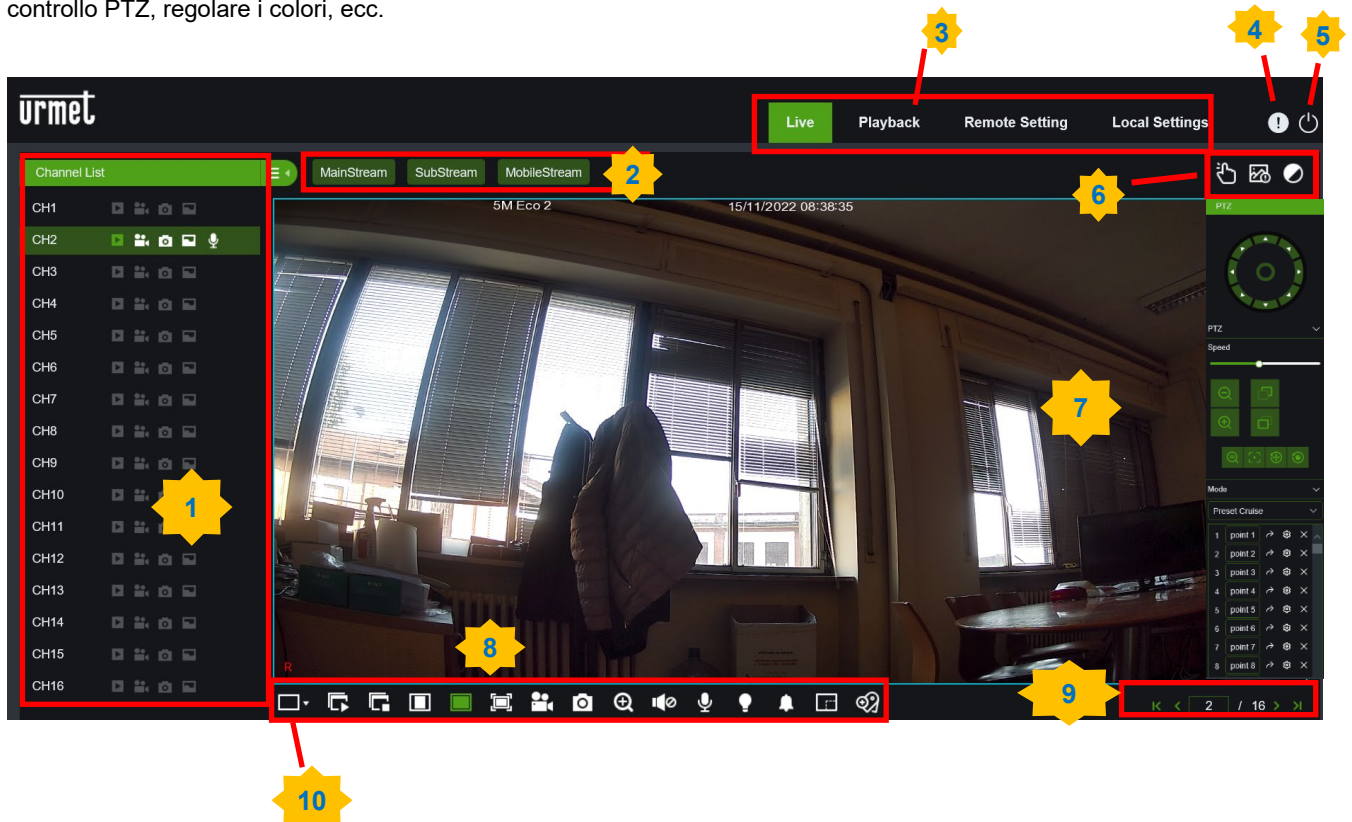 controllo PTZ, regolare i colori, ecc.
3
4
5
urmet
Live Playback Remote Setting Local Settings
Channel List
MainStream SubStream MobileStream
2
6
5M Eco 2 15/11/2022 08:38:35
CH1
CH2
CH3
CH4
CH5
CH6
CH7
CH8
CH9
CH10
CH11
CH12
CH13
CH14
CH15
CH16
1
7
8
R
PTZ
PTZ
Speed
Mode
Preset Cruise
1 point 1
2 point 2
3 point 3
4 point 4
5 point 5
6 point 6
7 point 7
8 point 8
9
2 / 16
10